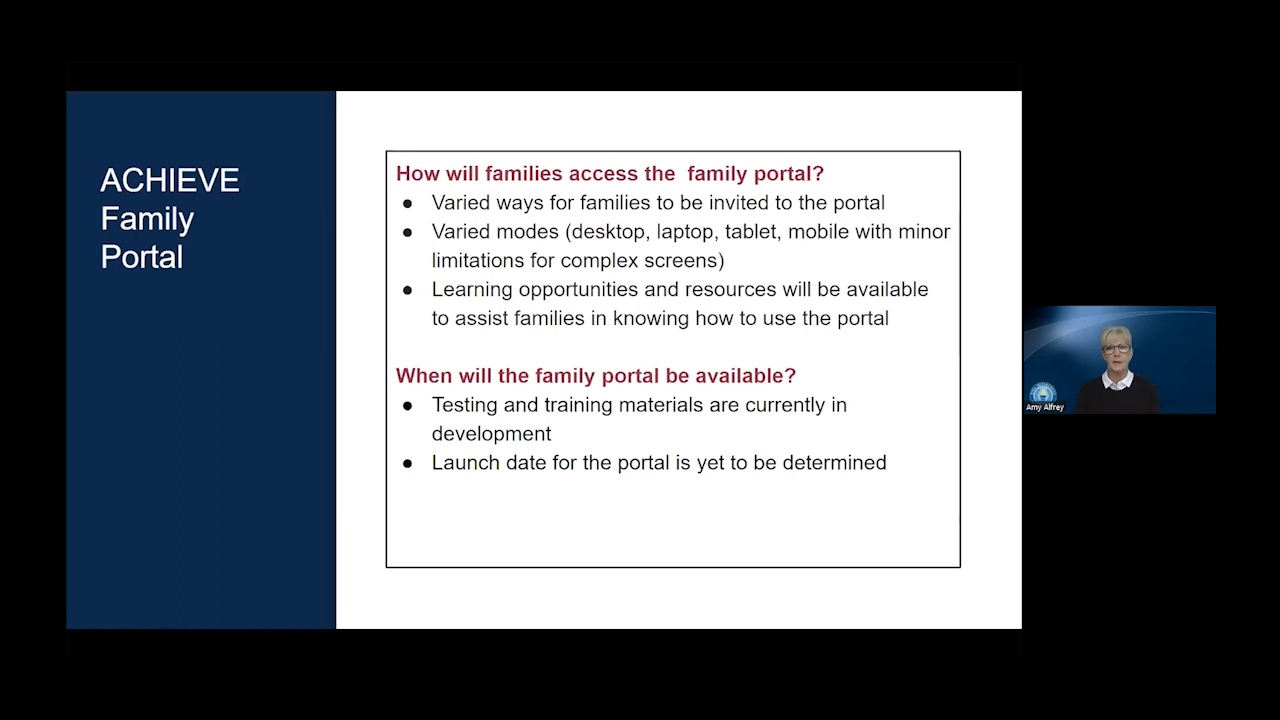 ACHIEVE
Family
Portal
How will families access the  family portal?
● Varied ways for families to be invited to the portal
● Varied modes (desktop, laptop, tablet, mobile with minor
limitations for complex screens)
● Learning opportunities and resources will be available
to assist families in knowing how to use the portal
When will the family portal be available?
● Testing and training materials are currently in
development
● Launch date for the portal is yet to be determined
Amy Alfrey